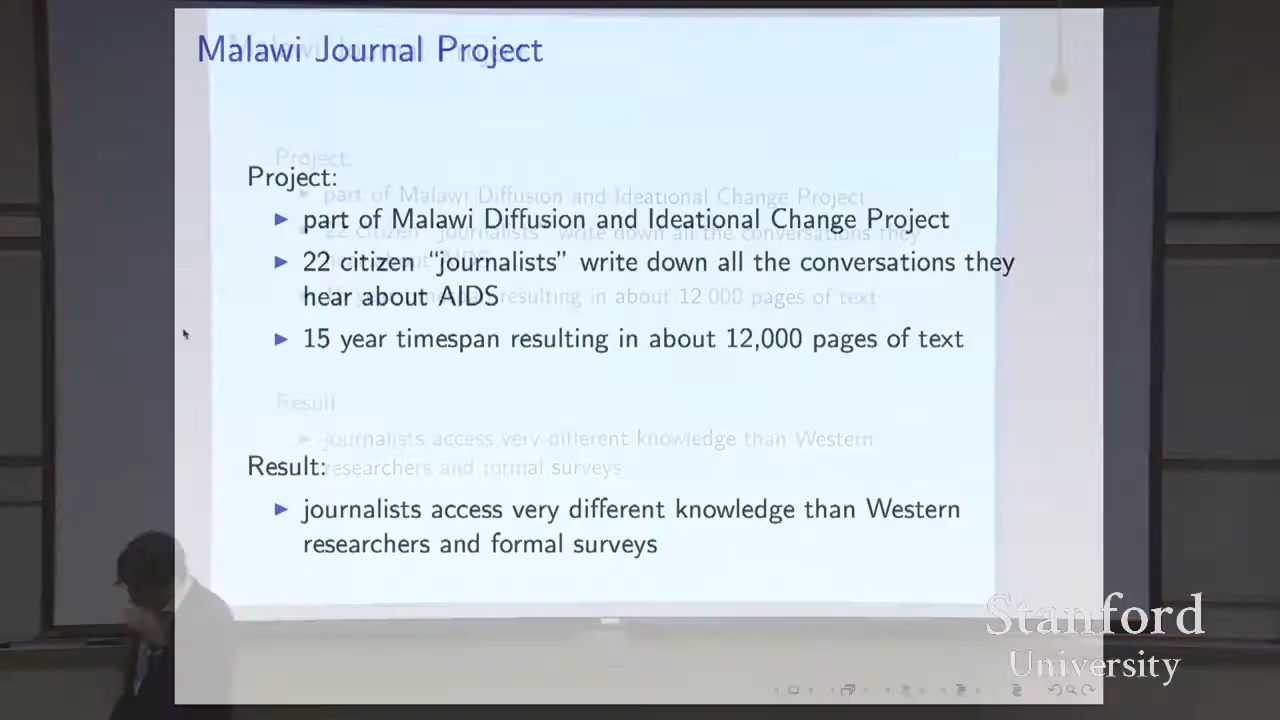 Malawi Journal Project
Project:
▶ part of Malawi Diffusion and Ideational Change Project
▶ 22 citizen “journalists” write down all the conversations they
hear about AIDS
▶ 15 year timespan resulting in about 12,000 pages of text
Result:
▶ journalists access very different knowledge than Western
researchers and formal surveys
Stanford
University